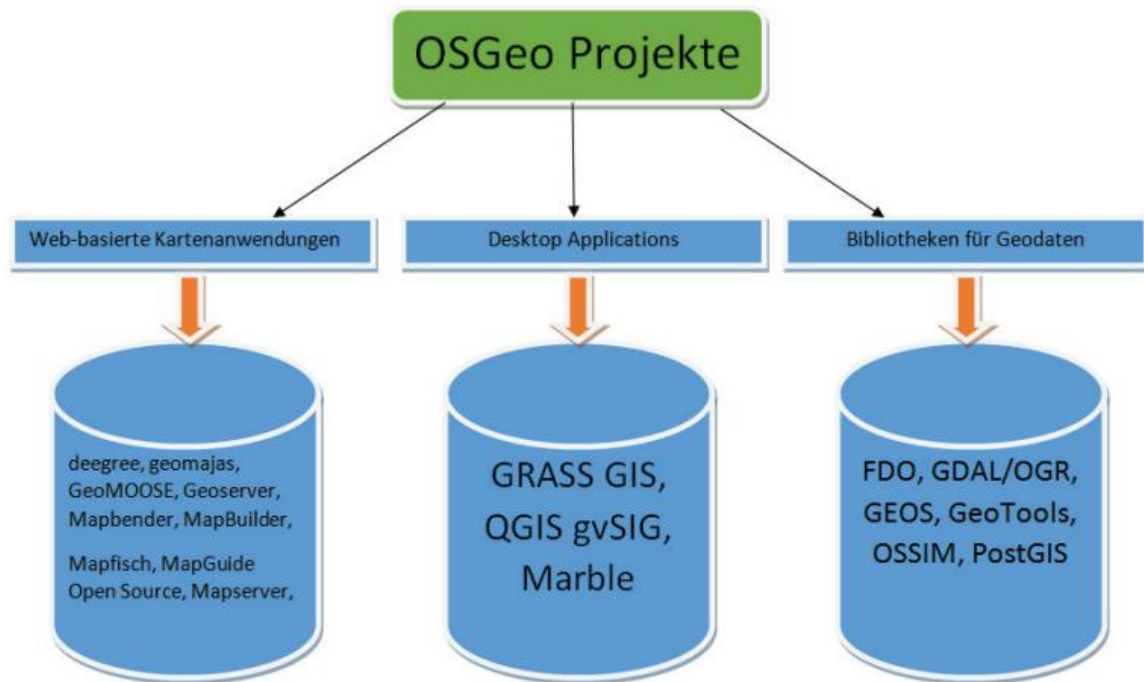 OSGeo Projekte
Web-basierte Kartenanwendungen
Desktop Applications
Bibliotheken für Geodaten
deegree, geomajas,
GeoMOOSE, Geoserver,
Mapbender, MapBuilder,
Mapfisch, MapGuide
Open Source, Mapserver,
GRASS GIS,
QGIS gvSIG,
Marble
FDO, GDAL/OGR,
GEOS, GeoTools,
OSSIM, PostGIS